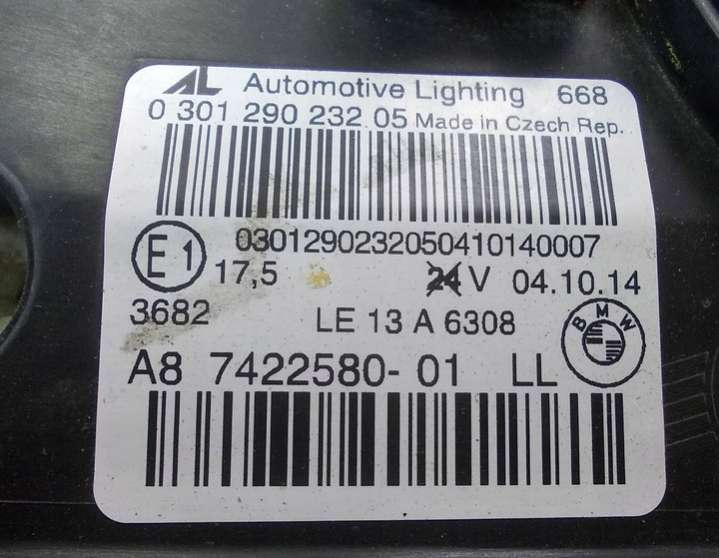 AL Automotive Lighting 668
0 301 290 232 05 Made in Czech Rep.
0301290232050410140007
E1 17,5 24 V 04.10.14
3682 LE 13 A 6308 BMW
A8 7422580- 01 LL